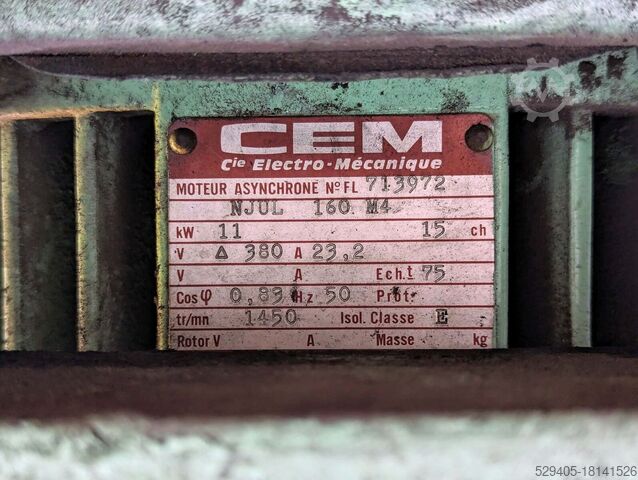 CEM
Cie Electro-Mécanique
MOTEUR ASYNCHRONE Nº FL 713972
NJUL 160 M4
kW 11 15 ch
V Δ 380 A 23,2
V A Ech.t 75
Cos φ 0,83 Hz 50 Prot.
tr/mn 1450 Isol. Classe E
Rotor V A Masse kg
529405-18141526